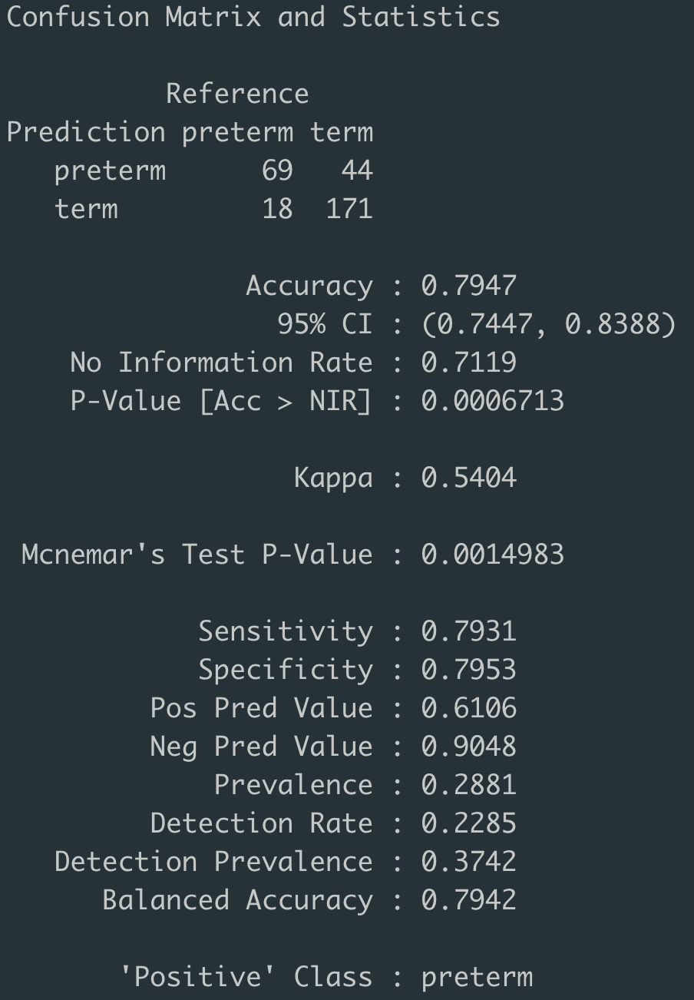 Confusion Matrix and Statistics
Reference
Prediction preterm term
preterm 69 44
term 18 171
Accuracy : 0.7947
95% CI : (0.7447, 0.8388)
No Information Rate : 0.7119
P-Value [Acc > NIR] : 0.0006713
Kappa : 0.5404
Mcnemar's Test P-Value : 0.0014983
Sensitivity : 0.7931
Specificity : 0.7953
Pos Pred Value : 0.6106
Neg Pred Value : 0.9048
Prevalence : 0.2881
Detection Rate : 0.2285
Detection Prevalence : 0.3742
Balanced Accuracy : 0.7942
'Positive' Class : preterm